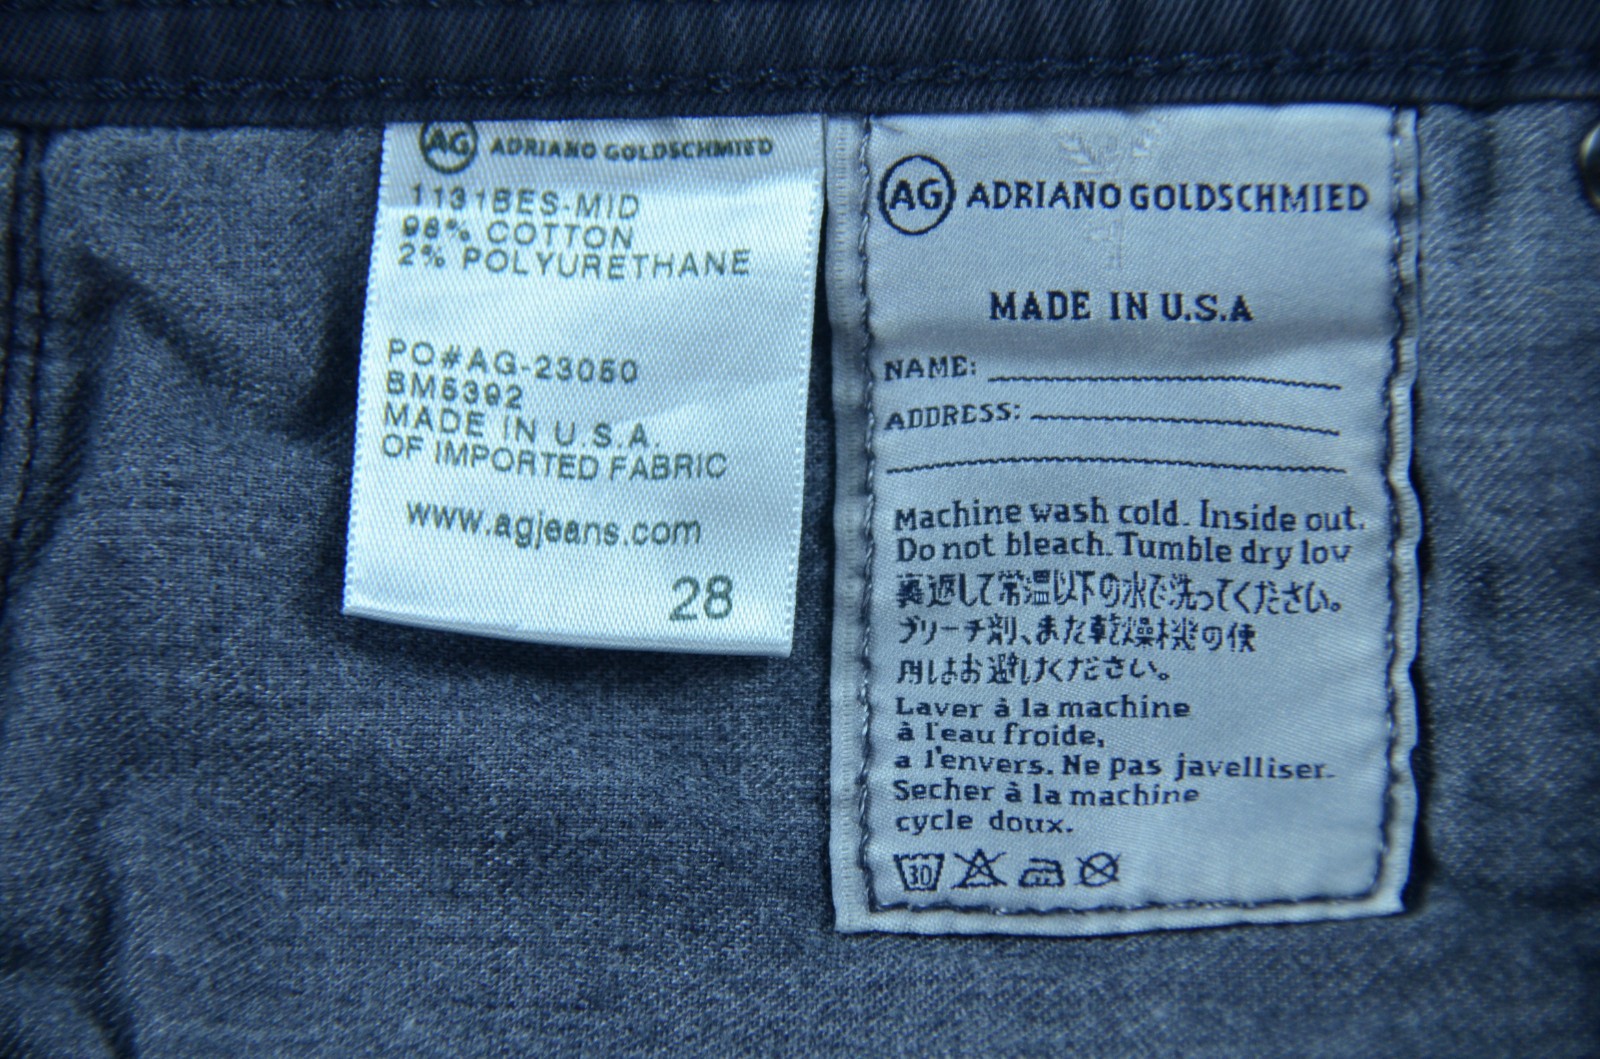 AG ADRIANO GOLDSCHMIED
1131BES-MID
98% COTTON
2% POLYURETHANE
PO#AG-23050
BM5392
MADE IN U.S.A.
OF IMPORTED FABRIC
www.agjeans.com
28
AG ADRIANO GOLDSCHMIED
MADE IN U.S.A
NAME:
ADDRESS:
Machine wash cold. Inside out.
Do not bleach. Tumble dry low
裏返して常温以下の水で洗ってください。
ブリーチ剤、また乾燥機の使
用はお避けください。
Laver à la machine
à l'eau froide,
a l'envers. Ne pas javelliser.
Secher à la machine
cycle doux.
30